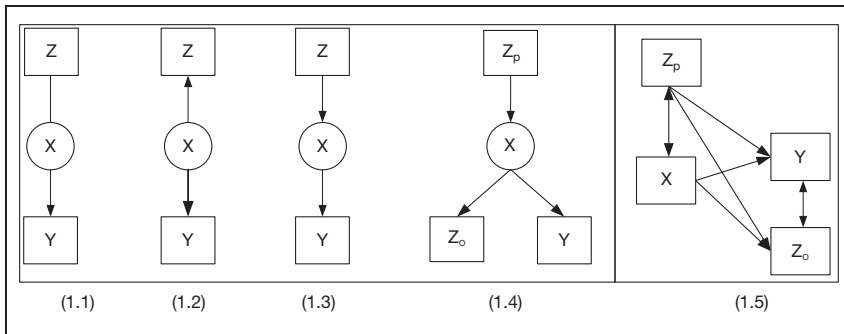 Z
X
Y
(1.1)
Z
X
Y
(1.2)
Z
X
Y
(1.3)
Zp
X
Zo
Y
(1.4)
Zp
X
Y
Zo
(1.5)